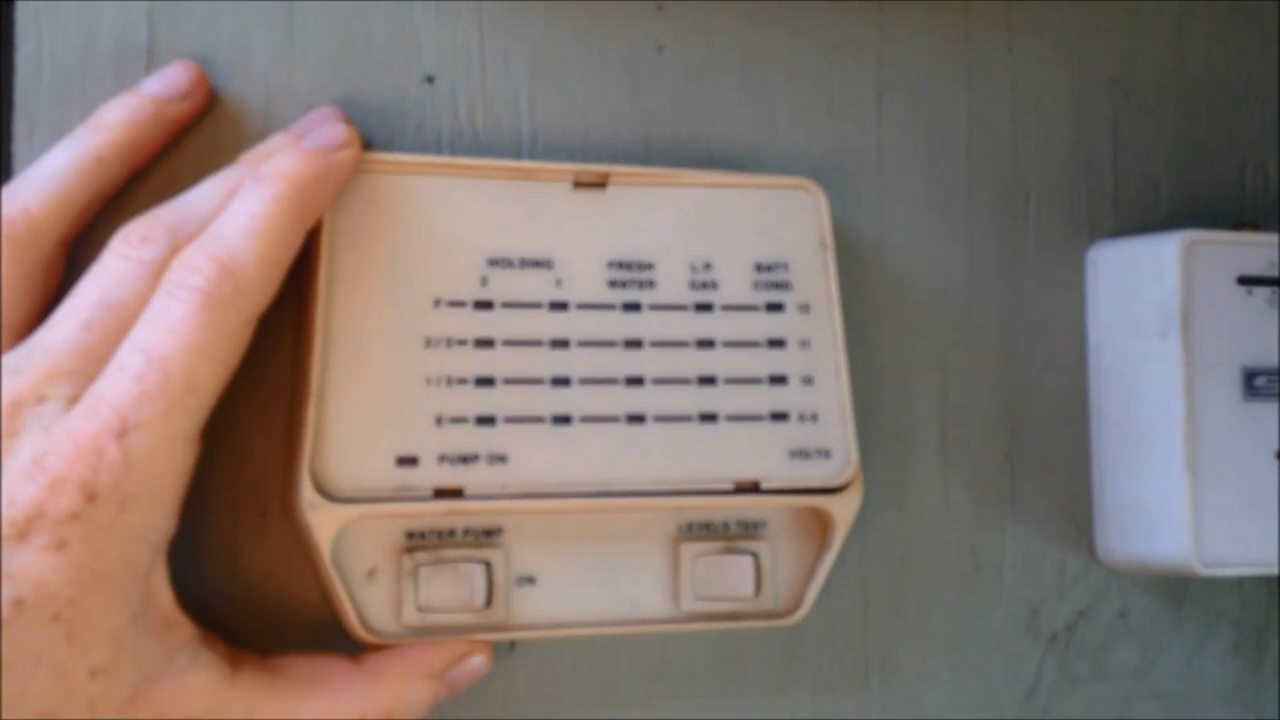 HOLDING FRESH L.P. BATT
2 1 WATER GAS COND.
F 12
2/3 11
1/3 10
E
PUMP ON VOLTS
WATER PUMP LEVELS TEST
ON